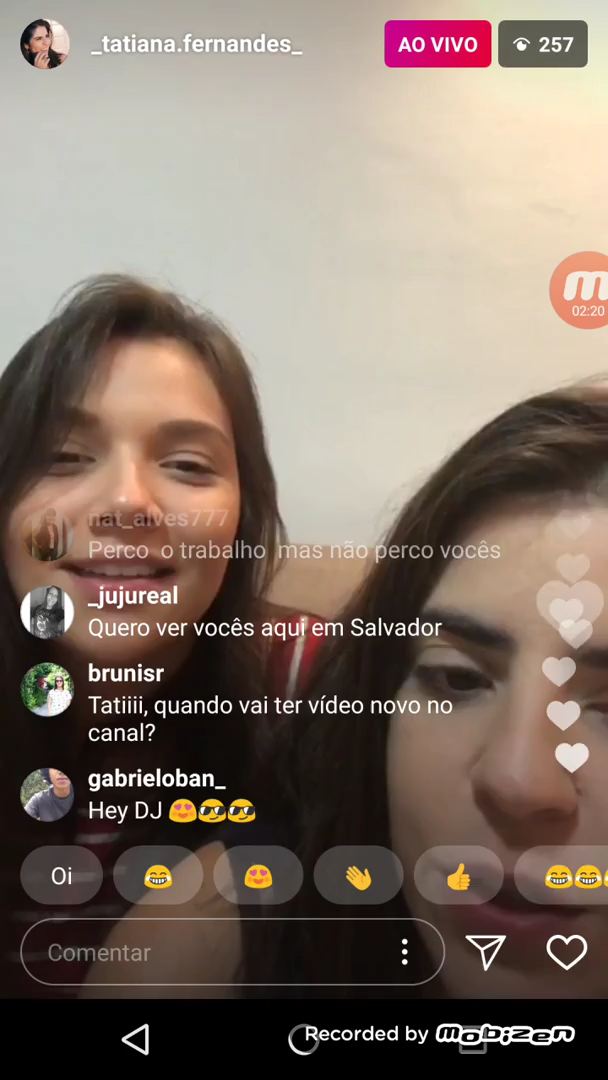 _tatiana.fernandes_
AO VIVO
257
m
02:20
nat_alves777
Perco o trabalho mas não perco vocês
_jujureal
Quero ver vocês aqui em Salvador
brunisr
Tatiiii, quando vai ter vídeo novo no
canal?
gabrieloban_
Hey DJ 😍😎😎
Oi
Comentar
Recorded by mobizen